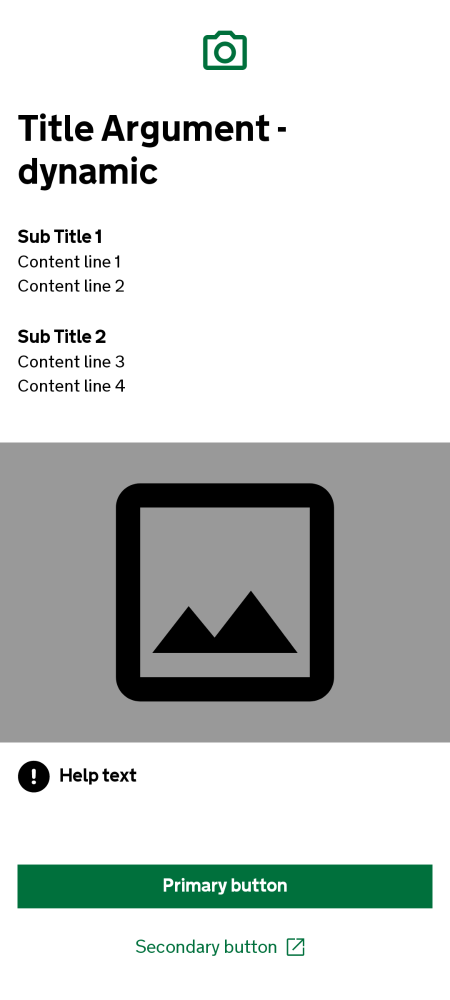 Title Argument -
dynamic
Sub Title 1
Content line 1
Content line 2
Sub Title 2
Content line 3
Content line 4
Help text
Primary button
Secondary button